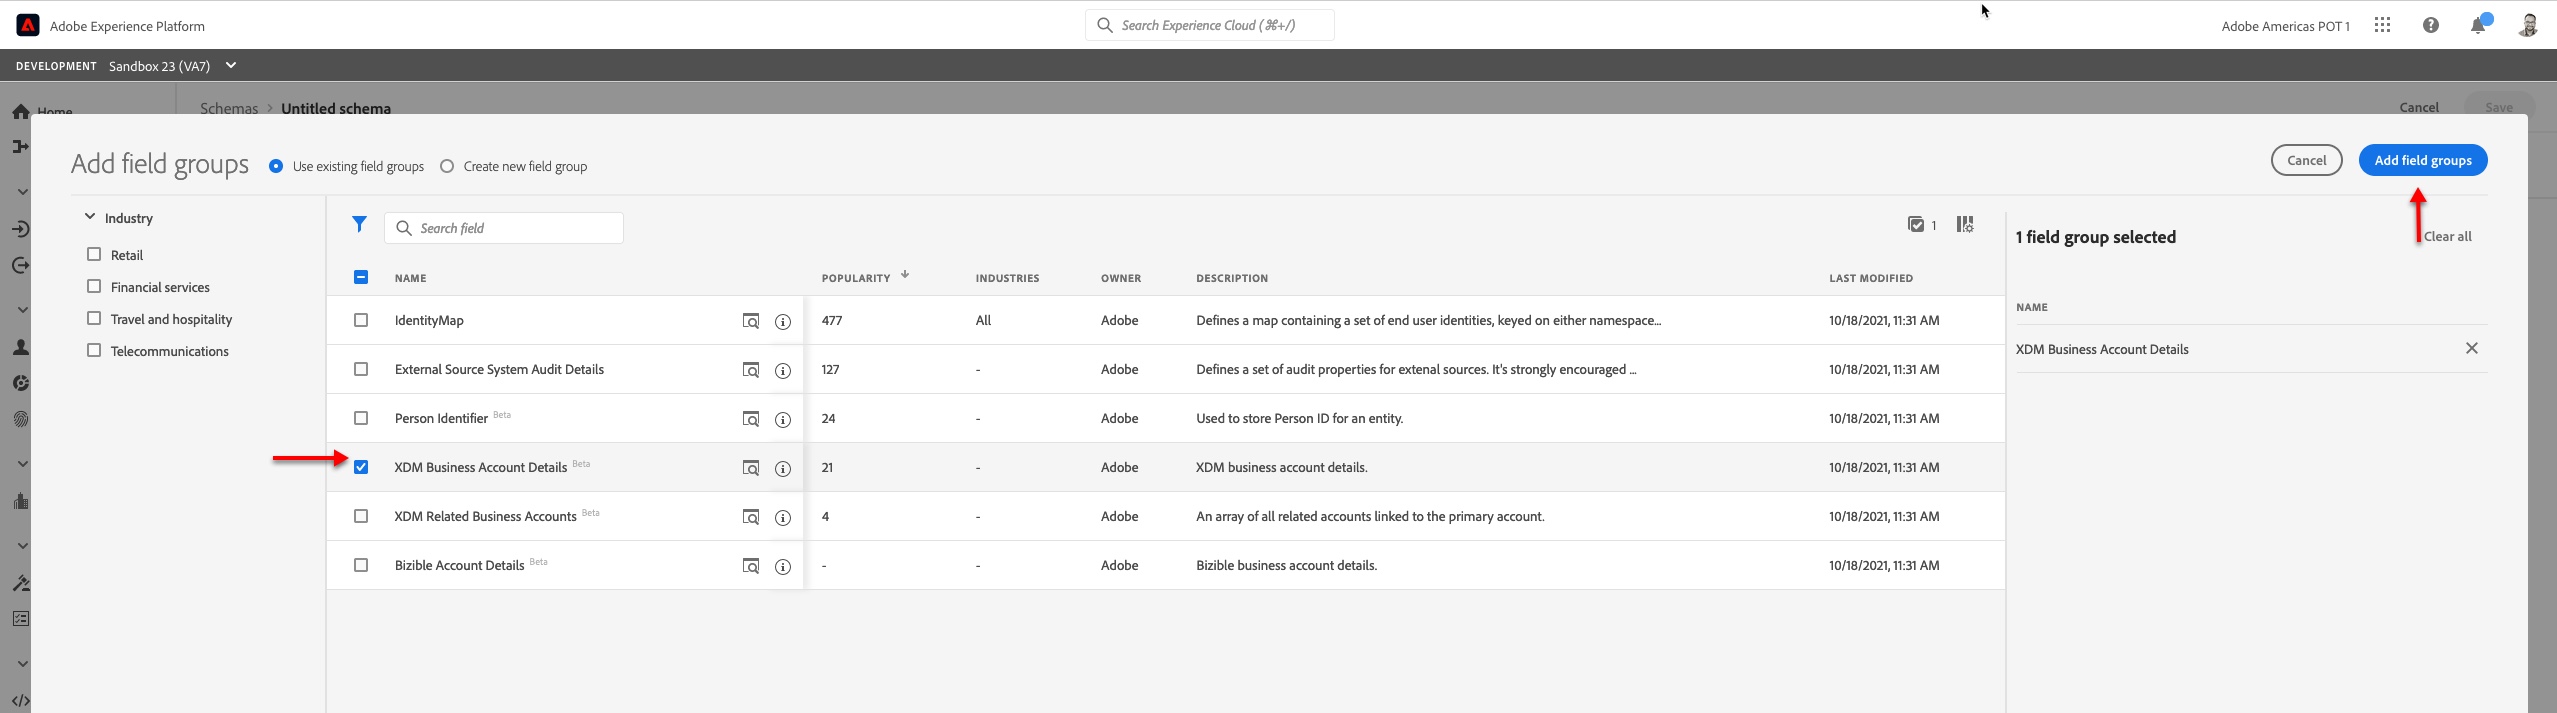 Adobe Experience Platform
Search Experience Cloud (⌘+/)
Adobe Americas POT 1
DEVELOPMENT Sandbox 23 (VA7)
Home
Schemas > Untitled schema
Cancel
Save
Add field groups
Use existing field groups
Create new field group
Cancel
Add field groups
Industry
Retail
Financial services
Travel and hospitality
Telecommunications
Search field
1
NAME POPULARITY INDUSTRIES OWNER DESCRIPTION LAST MODIFIED
IdentityMap 477 All Adobe Defines a map containing a set of end user identities, keyed on either namespace... 10/18/2021, 11:31 AM
External Source System Audit Details 127 - Adobe Defines a set of audit properties for extenal sources. It's strongly encouraged ... 10/18/2021, 11:31 AM
Person Identifier Beta 24 - Adobe Used to store Person ID for an entity. 10/18/2021, 11:31 AM
XDM Business Account Details Beta 21 - Adobe XDM business account details. 10/18/2021, 11:31 AM
XDM Related Business Accounts Beta 4 - Adobe An array of all related accounts linked to the primary account. 10/18/2021, 11:31 AM
Bizible Account Details Beta - - Adobe Bizible business account details. 10/18/2021, 11:31 AM
1 field group selected
Clear all
NAME
XDM Business Account Details